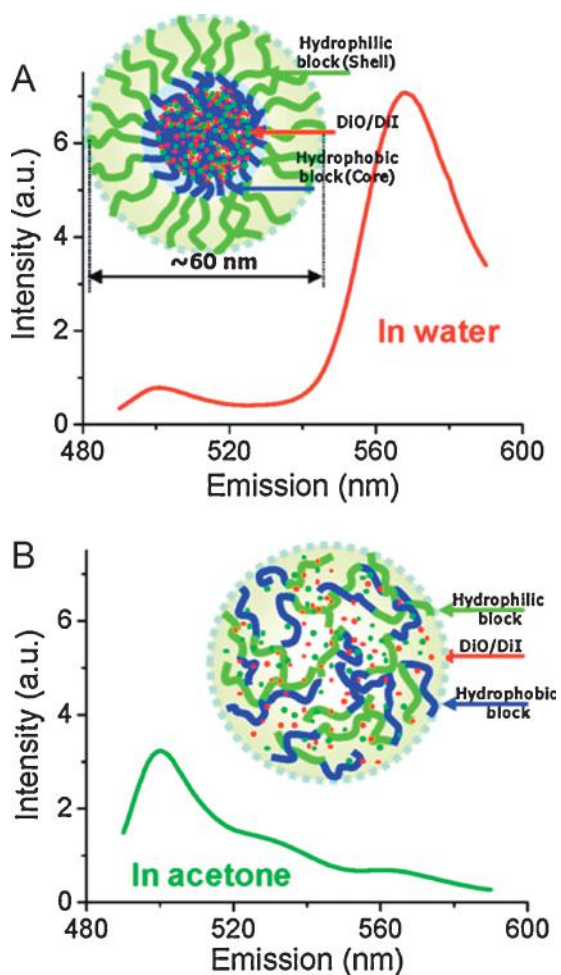 A
Hydrophilic
block (Shell)
DiO/DiI
Hydrophobic
block (Core)
~60 nm
In water
Intensity (a.u.)
6
4
2
0
480
520
560
600
Emission (nm)
B
Hydrophilic
block
DiO/DiI
Hydrophobic
block
In acetone
Intensity (a.u.)
6
4
2
0
480
520
560
600
Emission (nm)